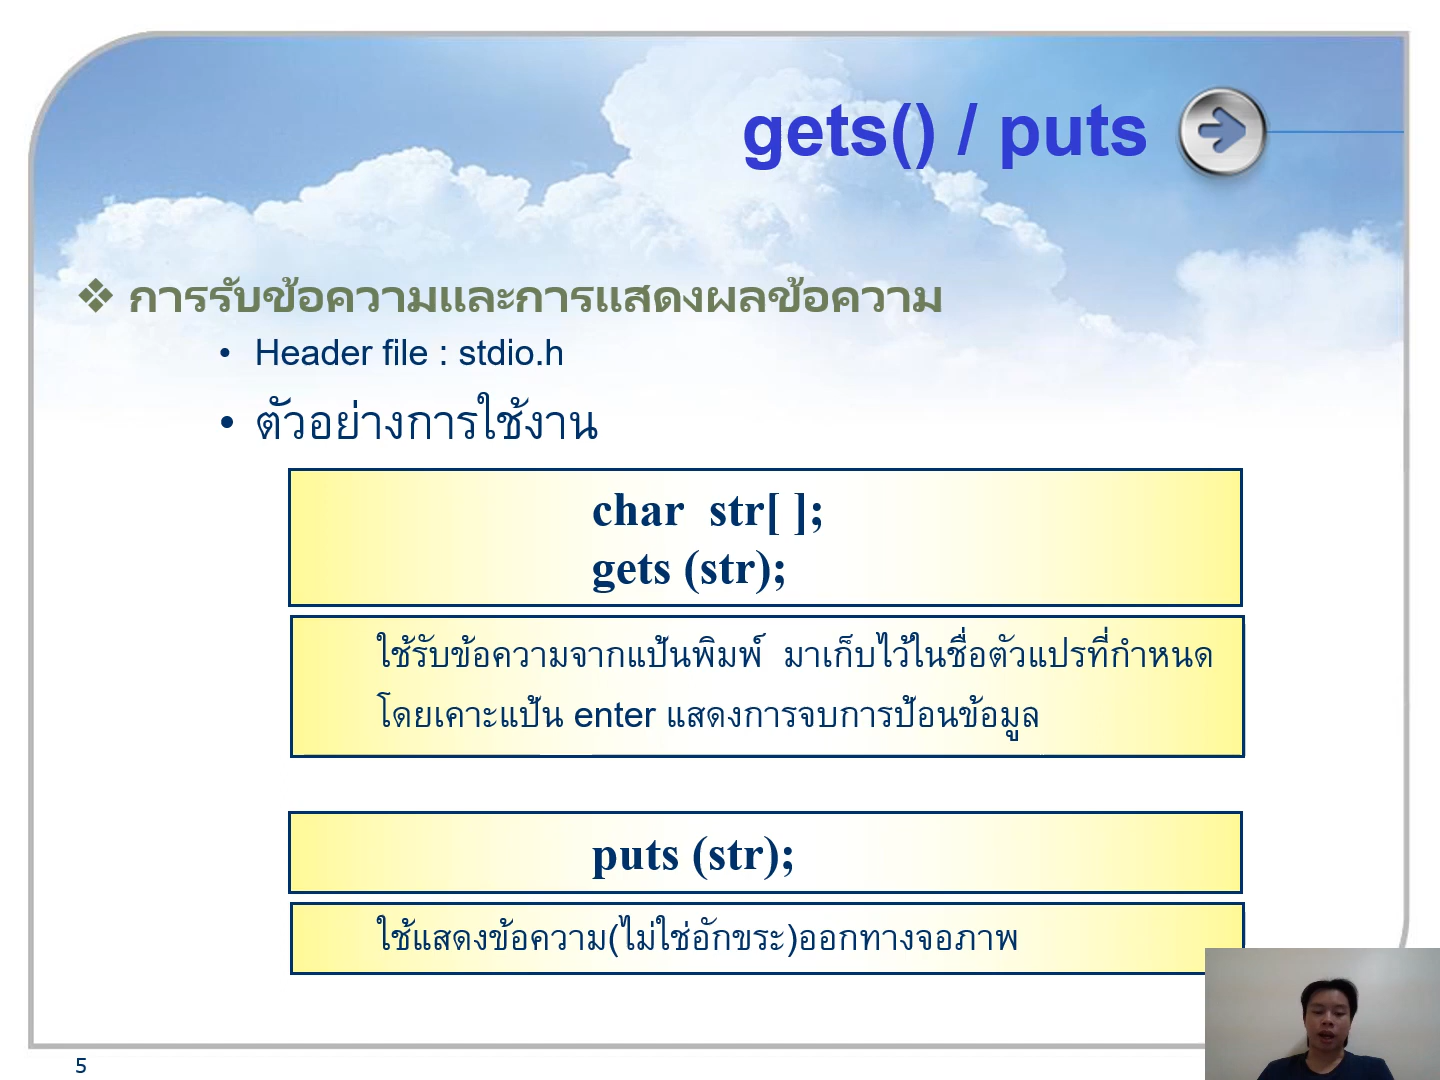 gets() / puts
❖ การรับข้อความและการแสดงผลข้อความ
• Header file : stdio.h
• ตัวอย่างการใช้งาน
char  str[ ];
gets (str);
ใช้รับข้อความจากแป้นพิมพ์  มาเก็บไว้ในชื่อตัวแปรที่กำหนด
โดยเคาะแป้น enter แสดงการจบการป้อนข้อมูล
puts (str);
ใช้แสดงข้อความ(ไม่ใช่อักขระ)ออกทางจอภาพ
5